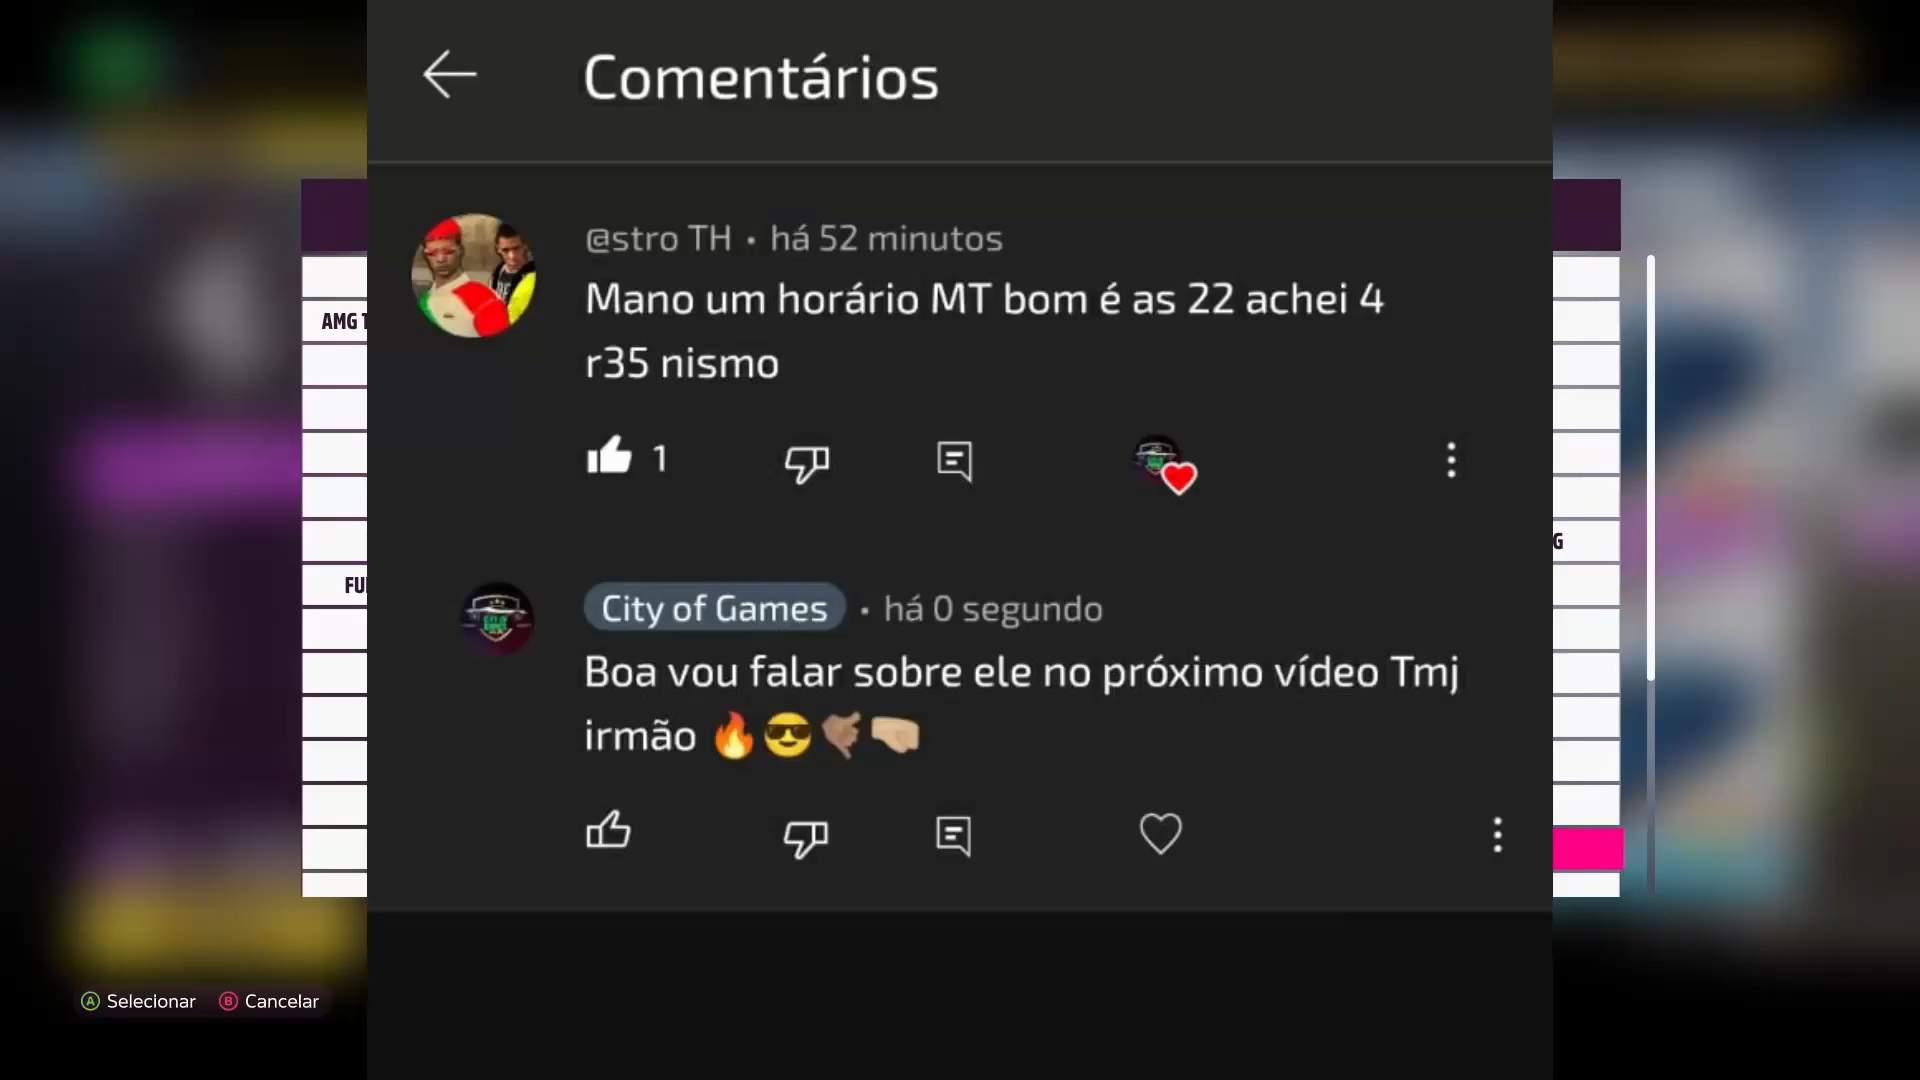 Comentários
@stro TH • há 52 minutos
Mano um horário MT bom é as 22 achei 4
r35 nismo
1
City of Games • há 0 segundo
Boa vou falar sobre ele no próximo vídeo Tmj
irmão 🔥😎🤙🏽🤜🏼
AMG
G
A Selecionar B Cancelar